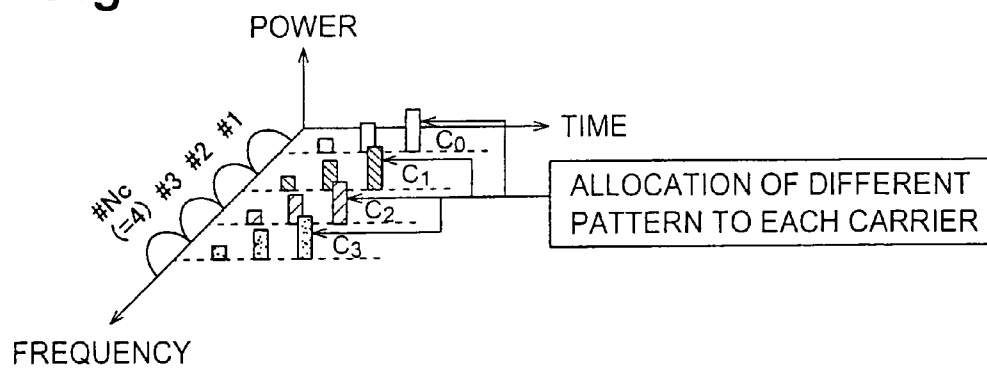 POWER
#Nc (=4) #3 #2 #1
TIME
C0
C1
C2
C3
ALLOCATION OF DIFFERENT
PATTERN TO EACH CARRIER
FREQUENCY